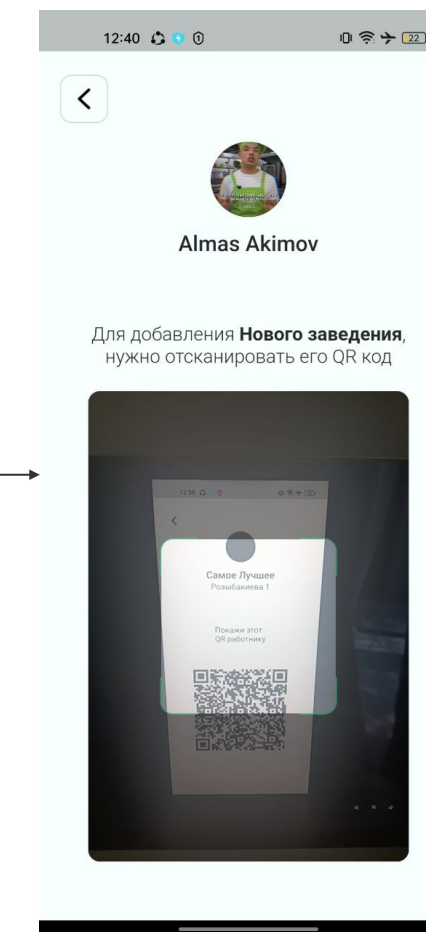 12:40
22
Almas Akimov
Для добавления Нового заведения,
нужно отсканировать его QR код
12:56
Самое Лучшее
Розыбакиева 1
Покажи этот
QR работнику